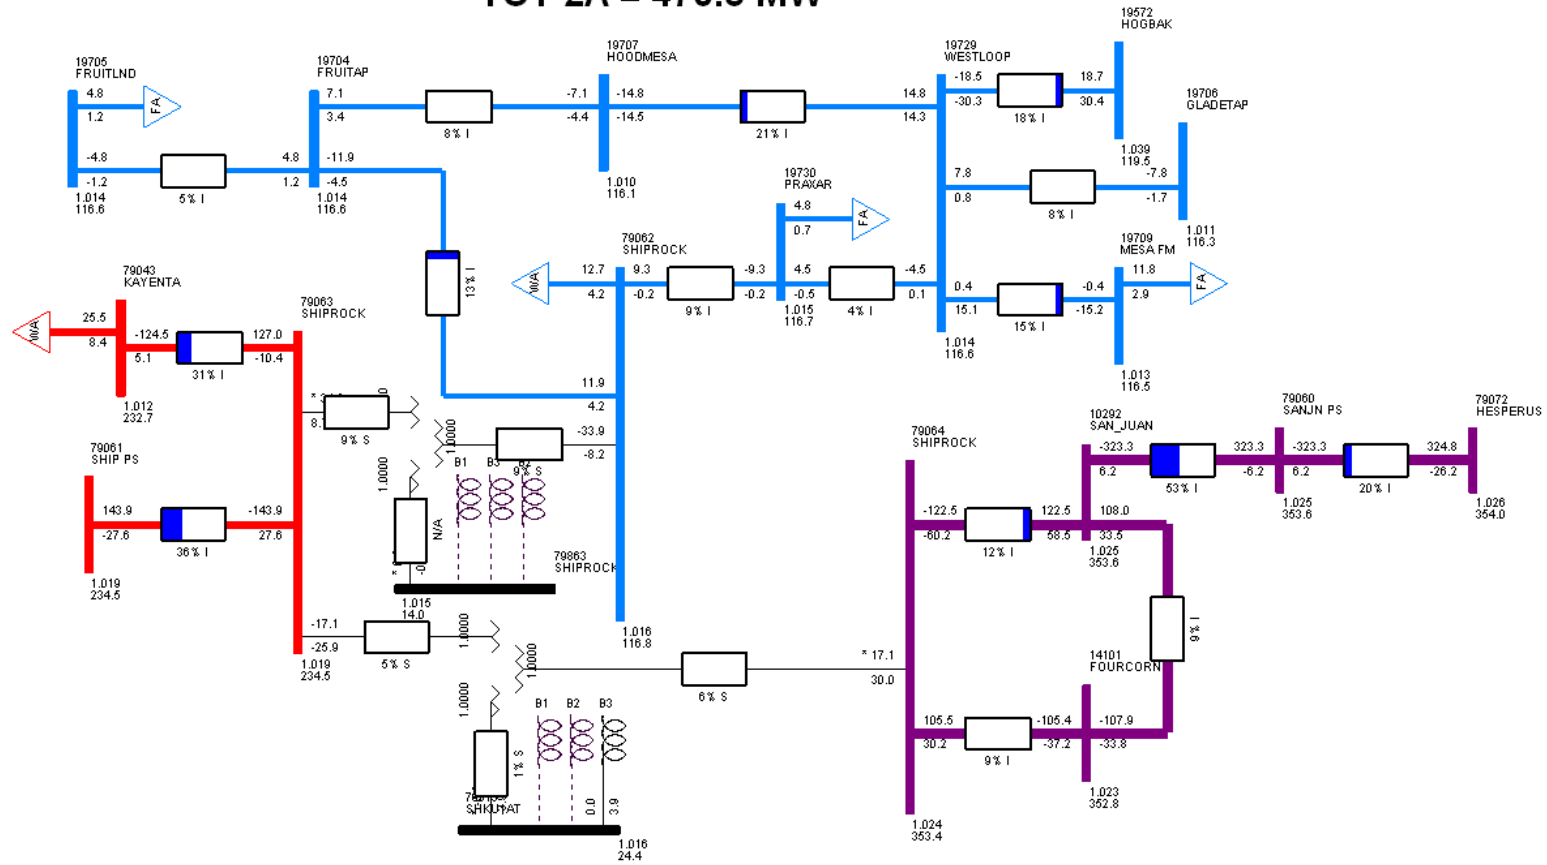 19572
HOGBAK
19705
FRUITLND
19704
FRUITAP
19707
HOODMESA
19729
WESTLOOP
4.8
1.2
FA
7.1
3.4
8% I
-7.1
-4.4
-14.8
-14.5
21% I
14.8
14.3
-18.5
-30.3
18% I
18.7
30.4
19706
GLADETAP
-4.8
-1.2
5% I
4.8
1.2
-11.9
-4.5
1.014
116.6
1.014
116.6
1.010
116.1
1.039
119.5
19730
PRAXAR
4.8
0.7
FA
7.8
0.8
8% I
-7.8
-1.7
1.011
116.3
13% I
79062
SHIPROCK
WA
12.7
4.2
9.3
-0.2
9% I
-9.3
-0.2
4.5
-0.5
4% I
-4.5
0.1
1.015
116.7
19709
MESA FM
0.4
15.1
15% I
-0.4
-15.2
11.8
2.9
FA
1.014
116.6
1.013
116.5
79043
KAYENTA
79063
SHIPROCK
WA
25.5
8.4
-124.5
5.1
31% I
127.0
-10.4
1.012
232.7
11.9
4.2
9% S
1.0000
-33.9
-8.2
9% S
79061
SHIP PS
143.9
-27.6
36% I
-143.9
27.6
1.019
234.5
1.0000
N/A
B1
B3
79863
SHIPROCK
1.015
14.0
1.016
116.8
79064
SHIPROCK
10292
SAN_JUAN
79060
SANJN PS
79072
HESPERUS
-323.3
6.2
53% I
323.3
-6.2
-323.3
6.2
20% I
324.8
-26.2
1.025
353.6
1.026
354.0
-122.5
-60.2
12% I
122.5
58.5
108.0
33.5
1.025
353.6
9% I
-17.1
-25.9
5% S
1.0000
1.0000
1.019
234.5
6% S
* 17.1
30.0
14101
FOURCORN
105.5
30.2
9% I
-105.4
-37.2
-107.9
-33.8
1.023
352.8
1.024
353.4
1.0000
1% S
B1
B2
B3
0.0
3.9
1.016
24.4